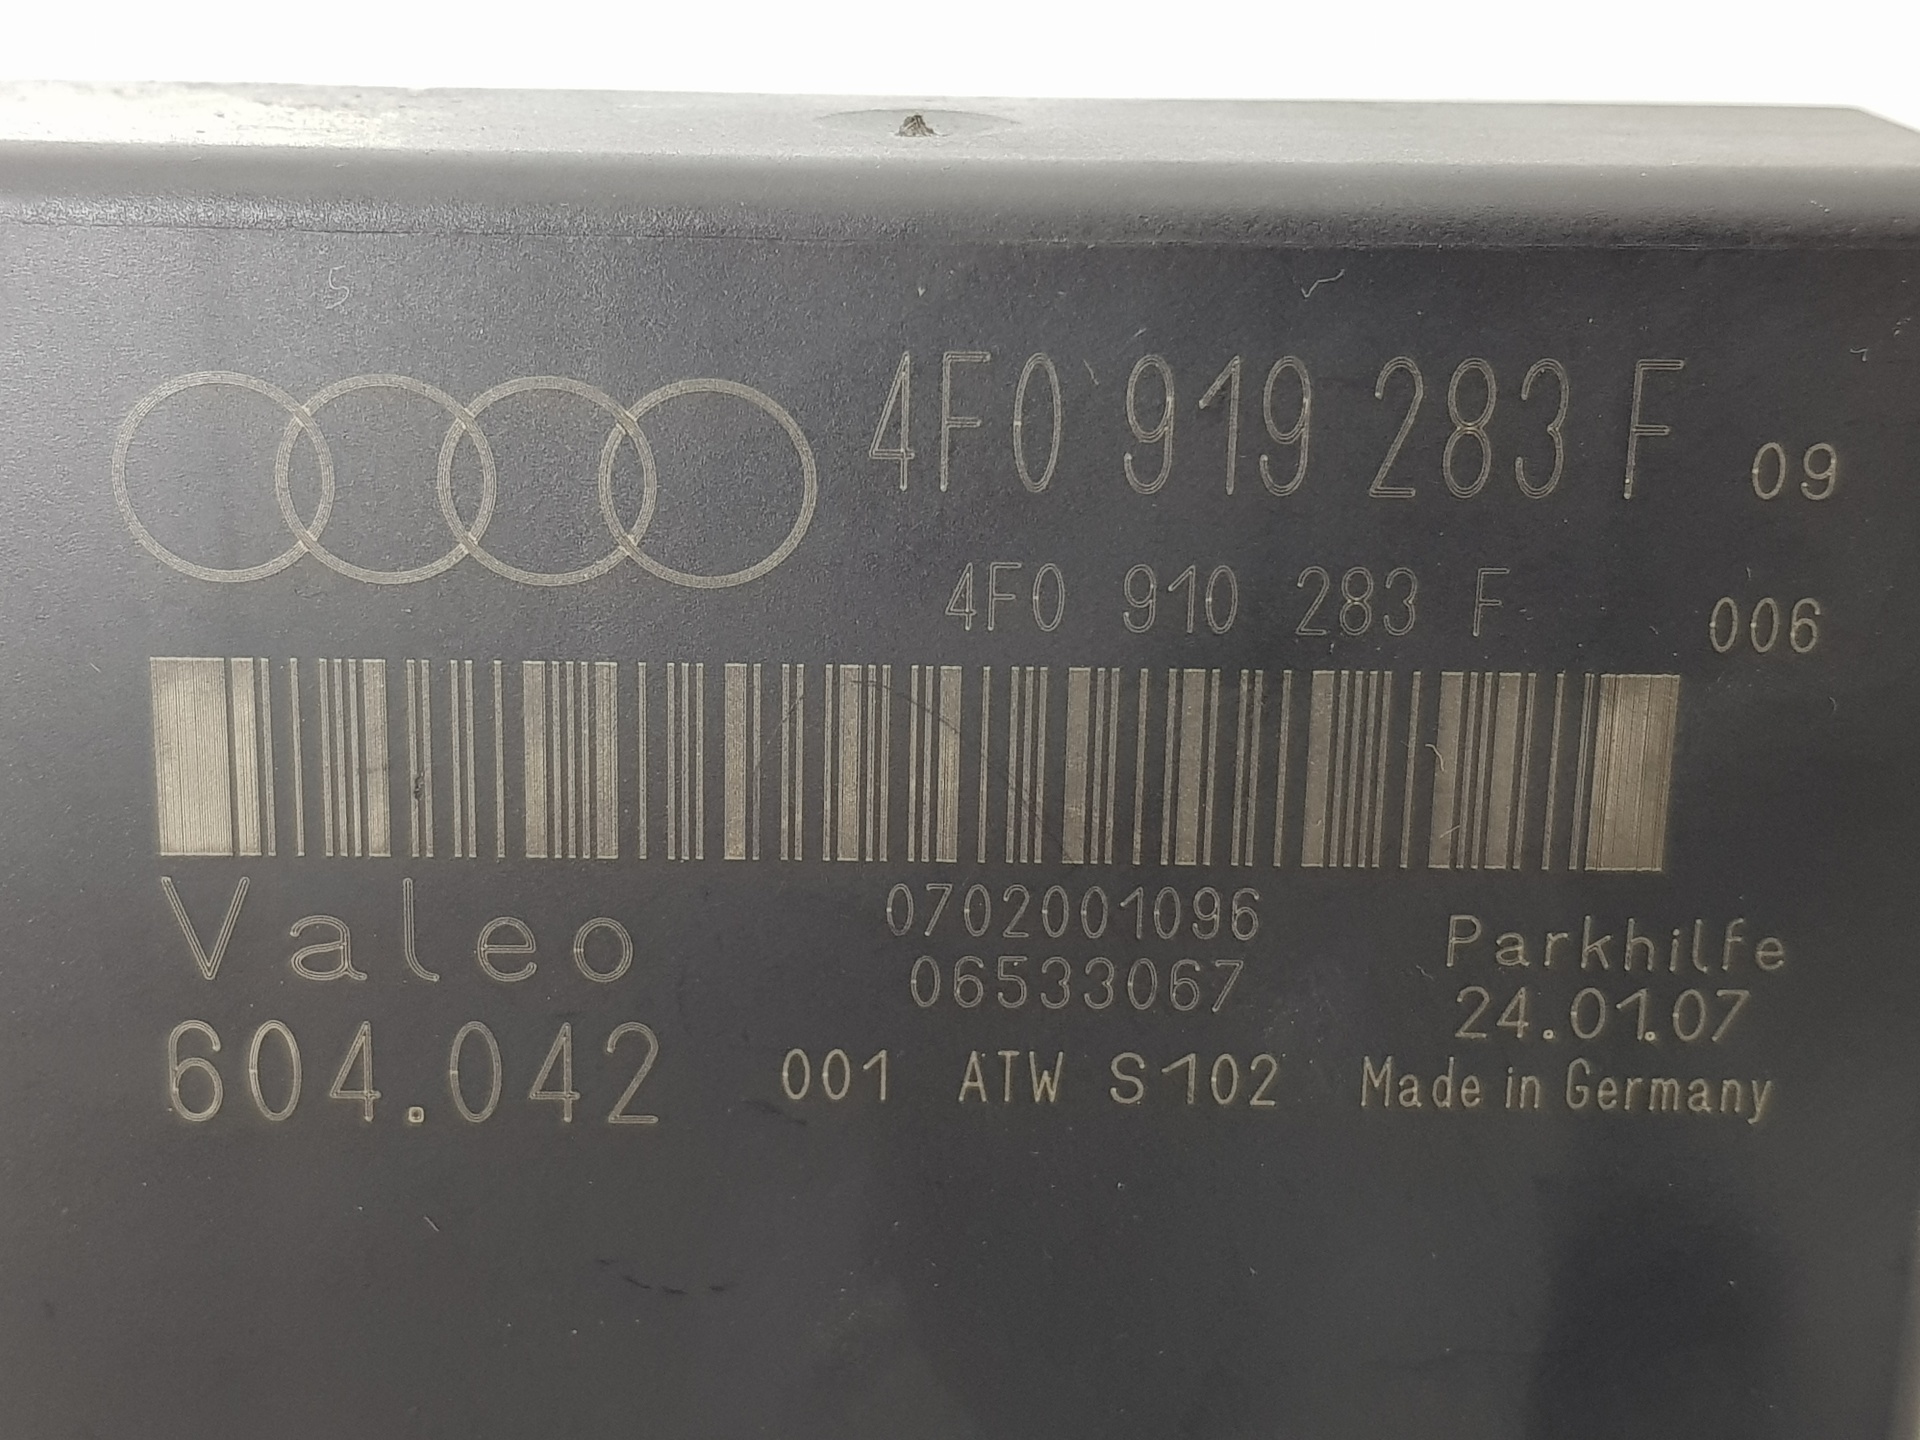 4F0 919 283 F 09
4F0 910 283 F 006
Valeo
0702001096
06533067
Parkhilfe
24.01.07
604.042 001 ATW S102 Made in Germany